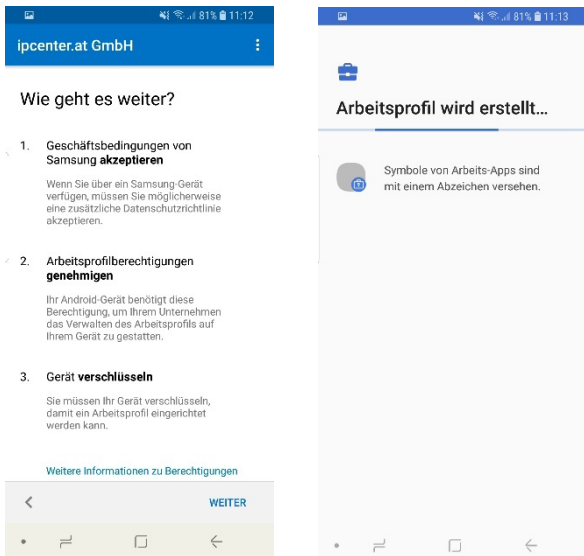 81% 11:12
ipcenter.at GmbH
Wie geht es weiter?
1. Geschäftsbedingungen von
Samsung akzeptieren
Wenn Sie über ein Samsung-Gerät
verfügen, müssen Sie möglicherweise
eine zusätzliche Datenschutzrichtlinie
akzeptieren.
2. Arbeitsprofilberechtigungen
genehmigen
Ihr Android-Gerät benötigt diese
Berechtigung, um Ihrem Unternehmen
das Verwalten des Arbeitsprofils auf
Ihrem Gerät zu gestatten.
3. Gerät verschlüsseln
Sie müssen Ihr Gerät verschlüsseln,
damit ein Arbeitsprofil eingerichtet
werden kann.
Weitere Informationen zu Berechtigungen
WEITER
81% 11:13
Arbeitsprofil wird erstellt...
Symbole von Arbeits-Apps sind
mit einem Abzeichen versehen.